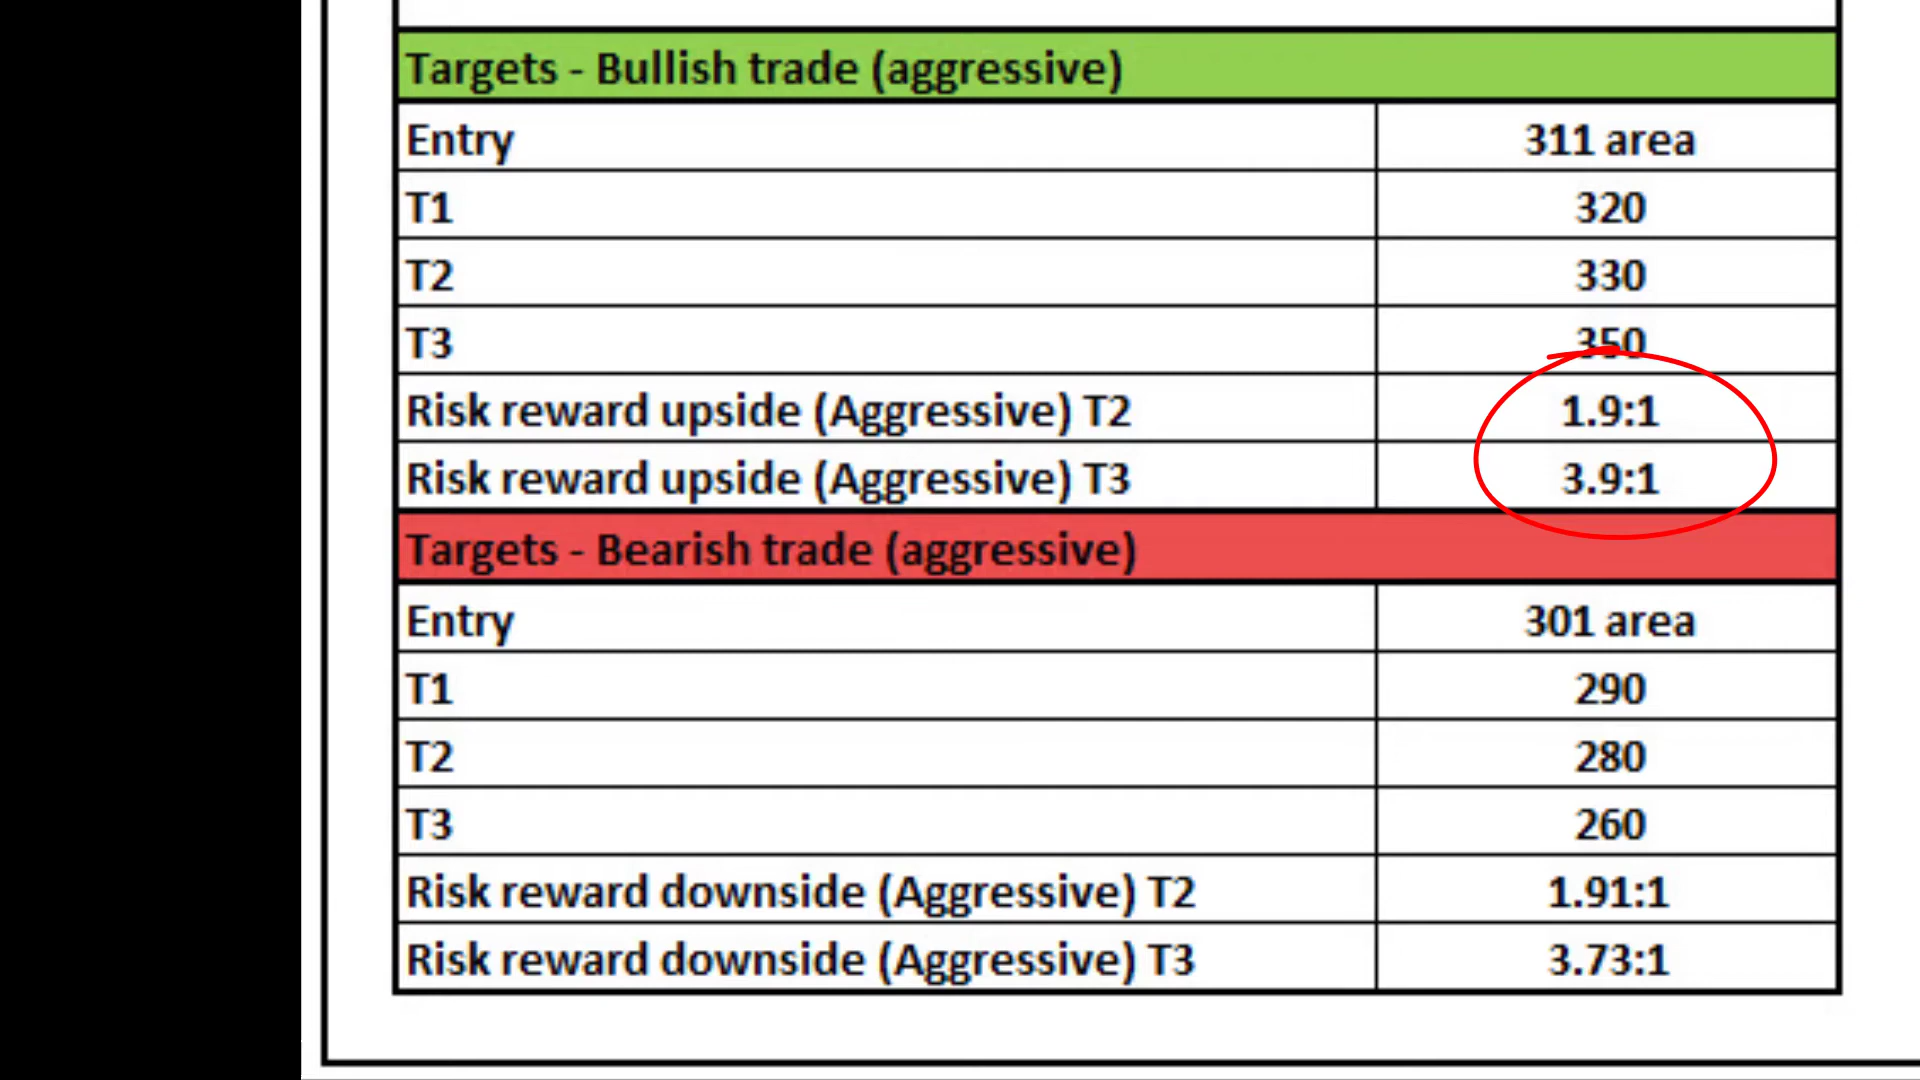 Targets - Bullish trade (aggressive)
Entry 311 area
T1 320
T2 330
T3 350
Risk reward upside (Aggressive) T2 1.9:1
Risk reward upside (Aggressive) T3 3.9:1
Targets - Bearish trade (aggressive)
Entry 301 area
T1 290
T2 280
T3 260
Risk reward downside (Aggressive) T2 1.91:1
Risk reward downside (Aggressive) T3 3.73:1